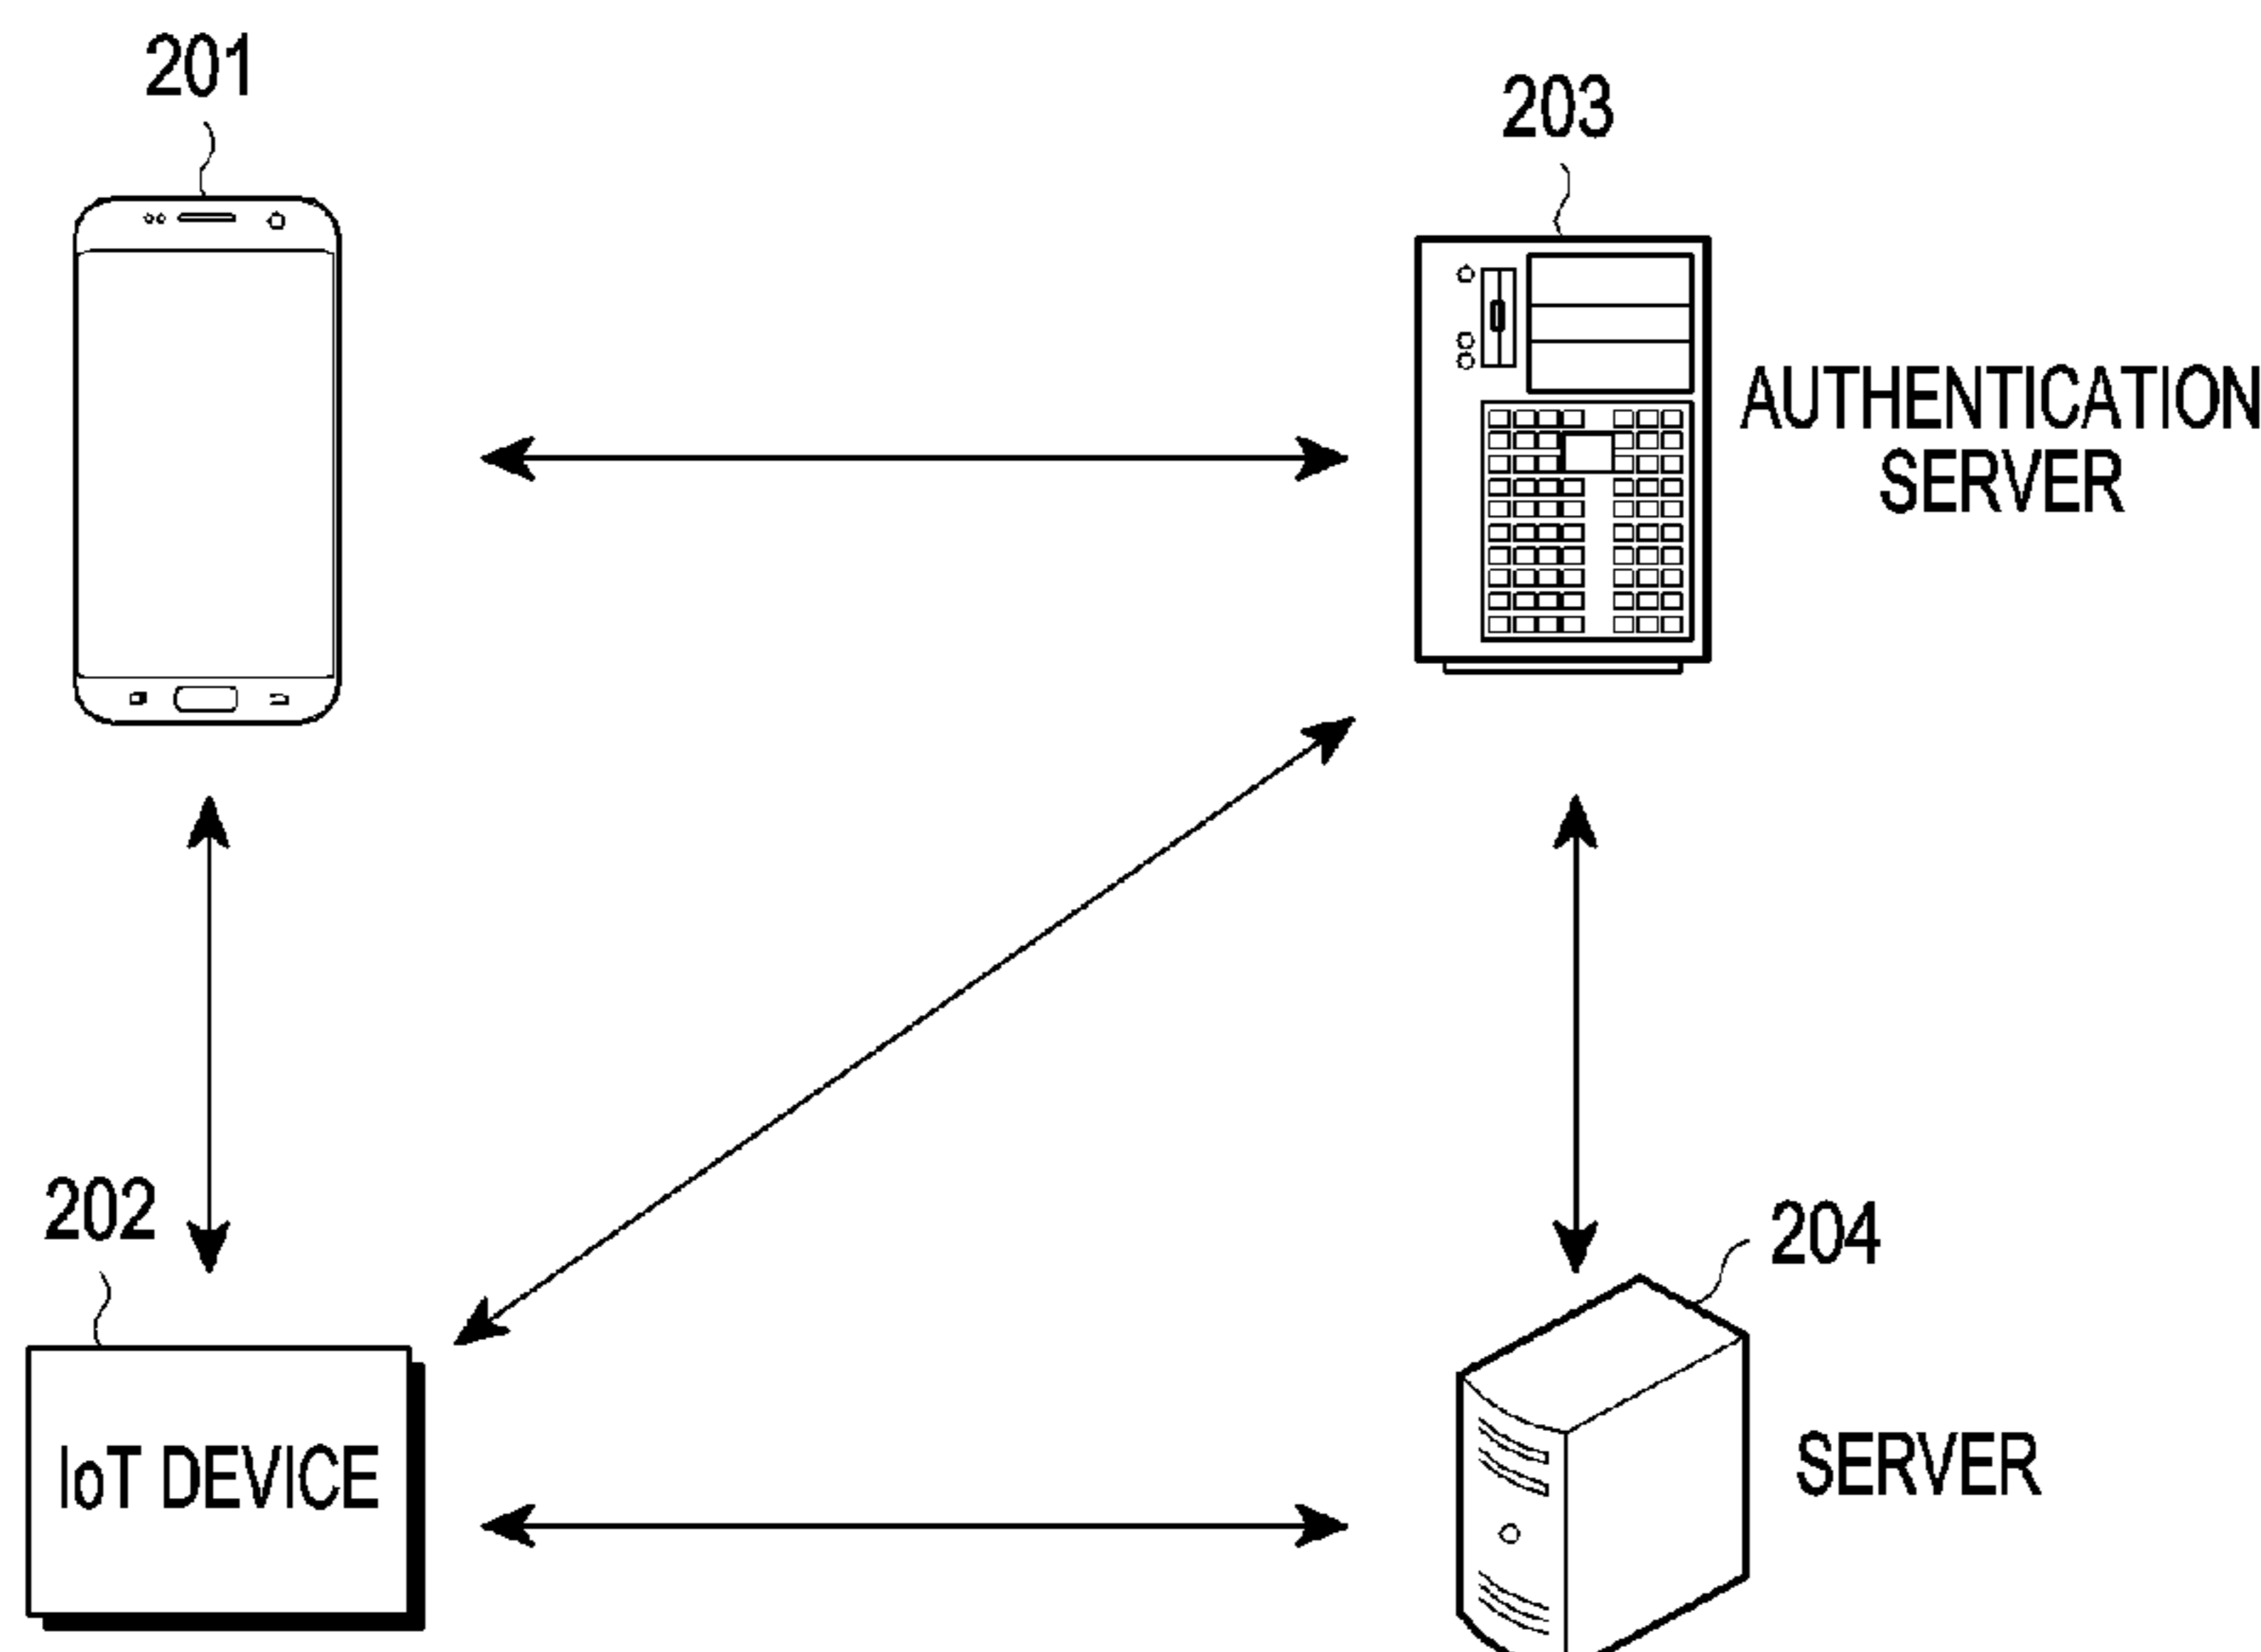 201
203
AUTHENTICATION
SERVER
202
204
IoT DEVICE
SERVER